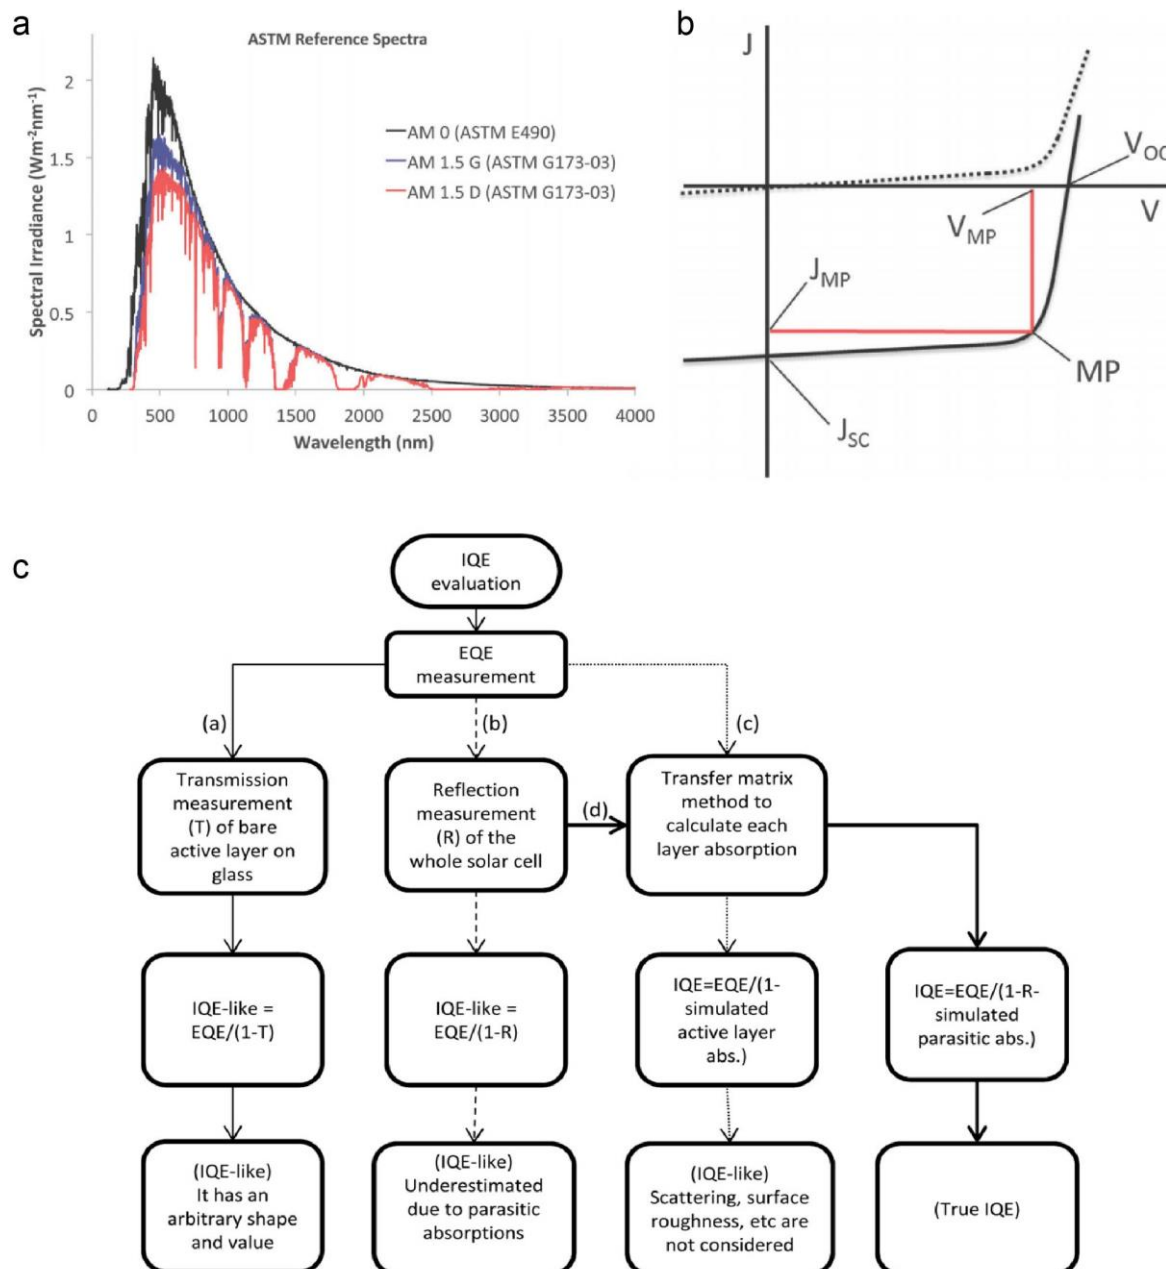 a
ASTM Reference Spectra
Spectral Irradiance (Wm⁻²nm⁻¹)
2
1.5
1
0.5
0
AM 0 (ASTM E490)
AM 1.5 G (ASTM G173-03)
AM 1.5 D (ASTM G173-03)
0 500 1000 1500 2000 2500 3000 3500 4000
Wavelength (nm)
b
J
V_OC
V
V_MP
J_MP
MP
J_SC
c
IQE
evaluation
EQE
measurement
(a)
(b)
(c)
Transmission
measurement
(T) of bare
active layer on
glass
Reflection
measurement
(R) of the
whole solar cell
(d)
Transfer matrix
method to
calculate each
layer absorption
IQE-like =
EQE/(1-T)
IQE-like =
EQE/(1-R)
IQE=EQE/(1-
simulated
active layer
abs.)
IQE=EQE/(1-R-
simulated
parasitic abs.)
(IQE-like)
It has an
arbitrary shape
and value
(IQE-like)
Underestimated
due to parasitic
absorptions
(IQE-like)
Scattering, surface
roughness, etc are
not considered
(True IQE)